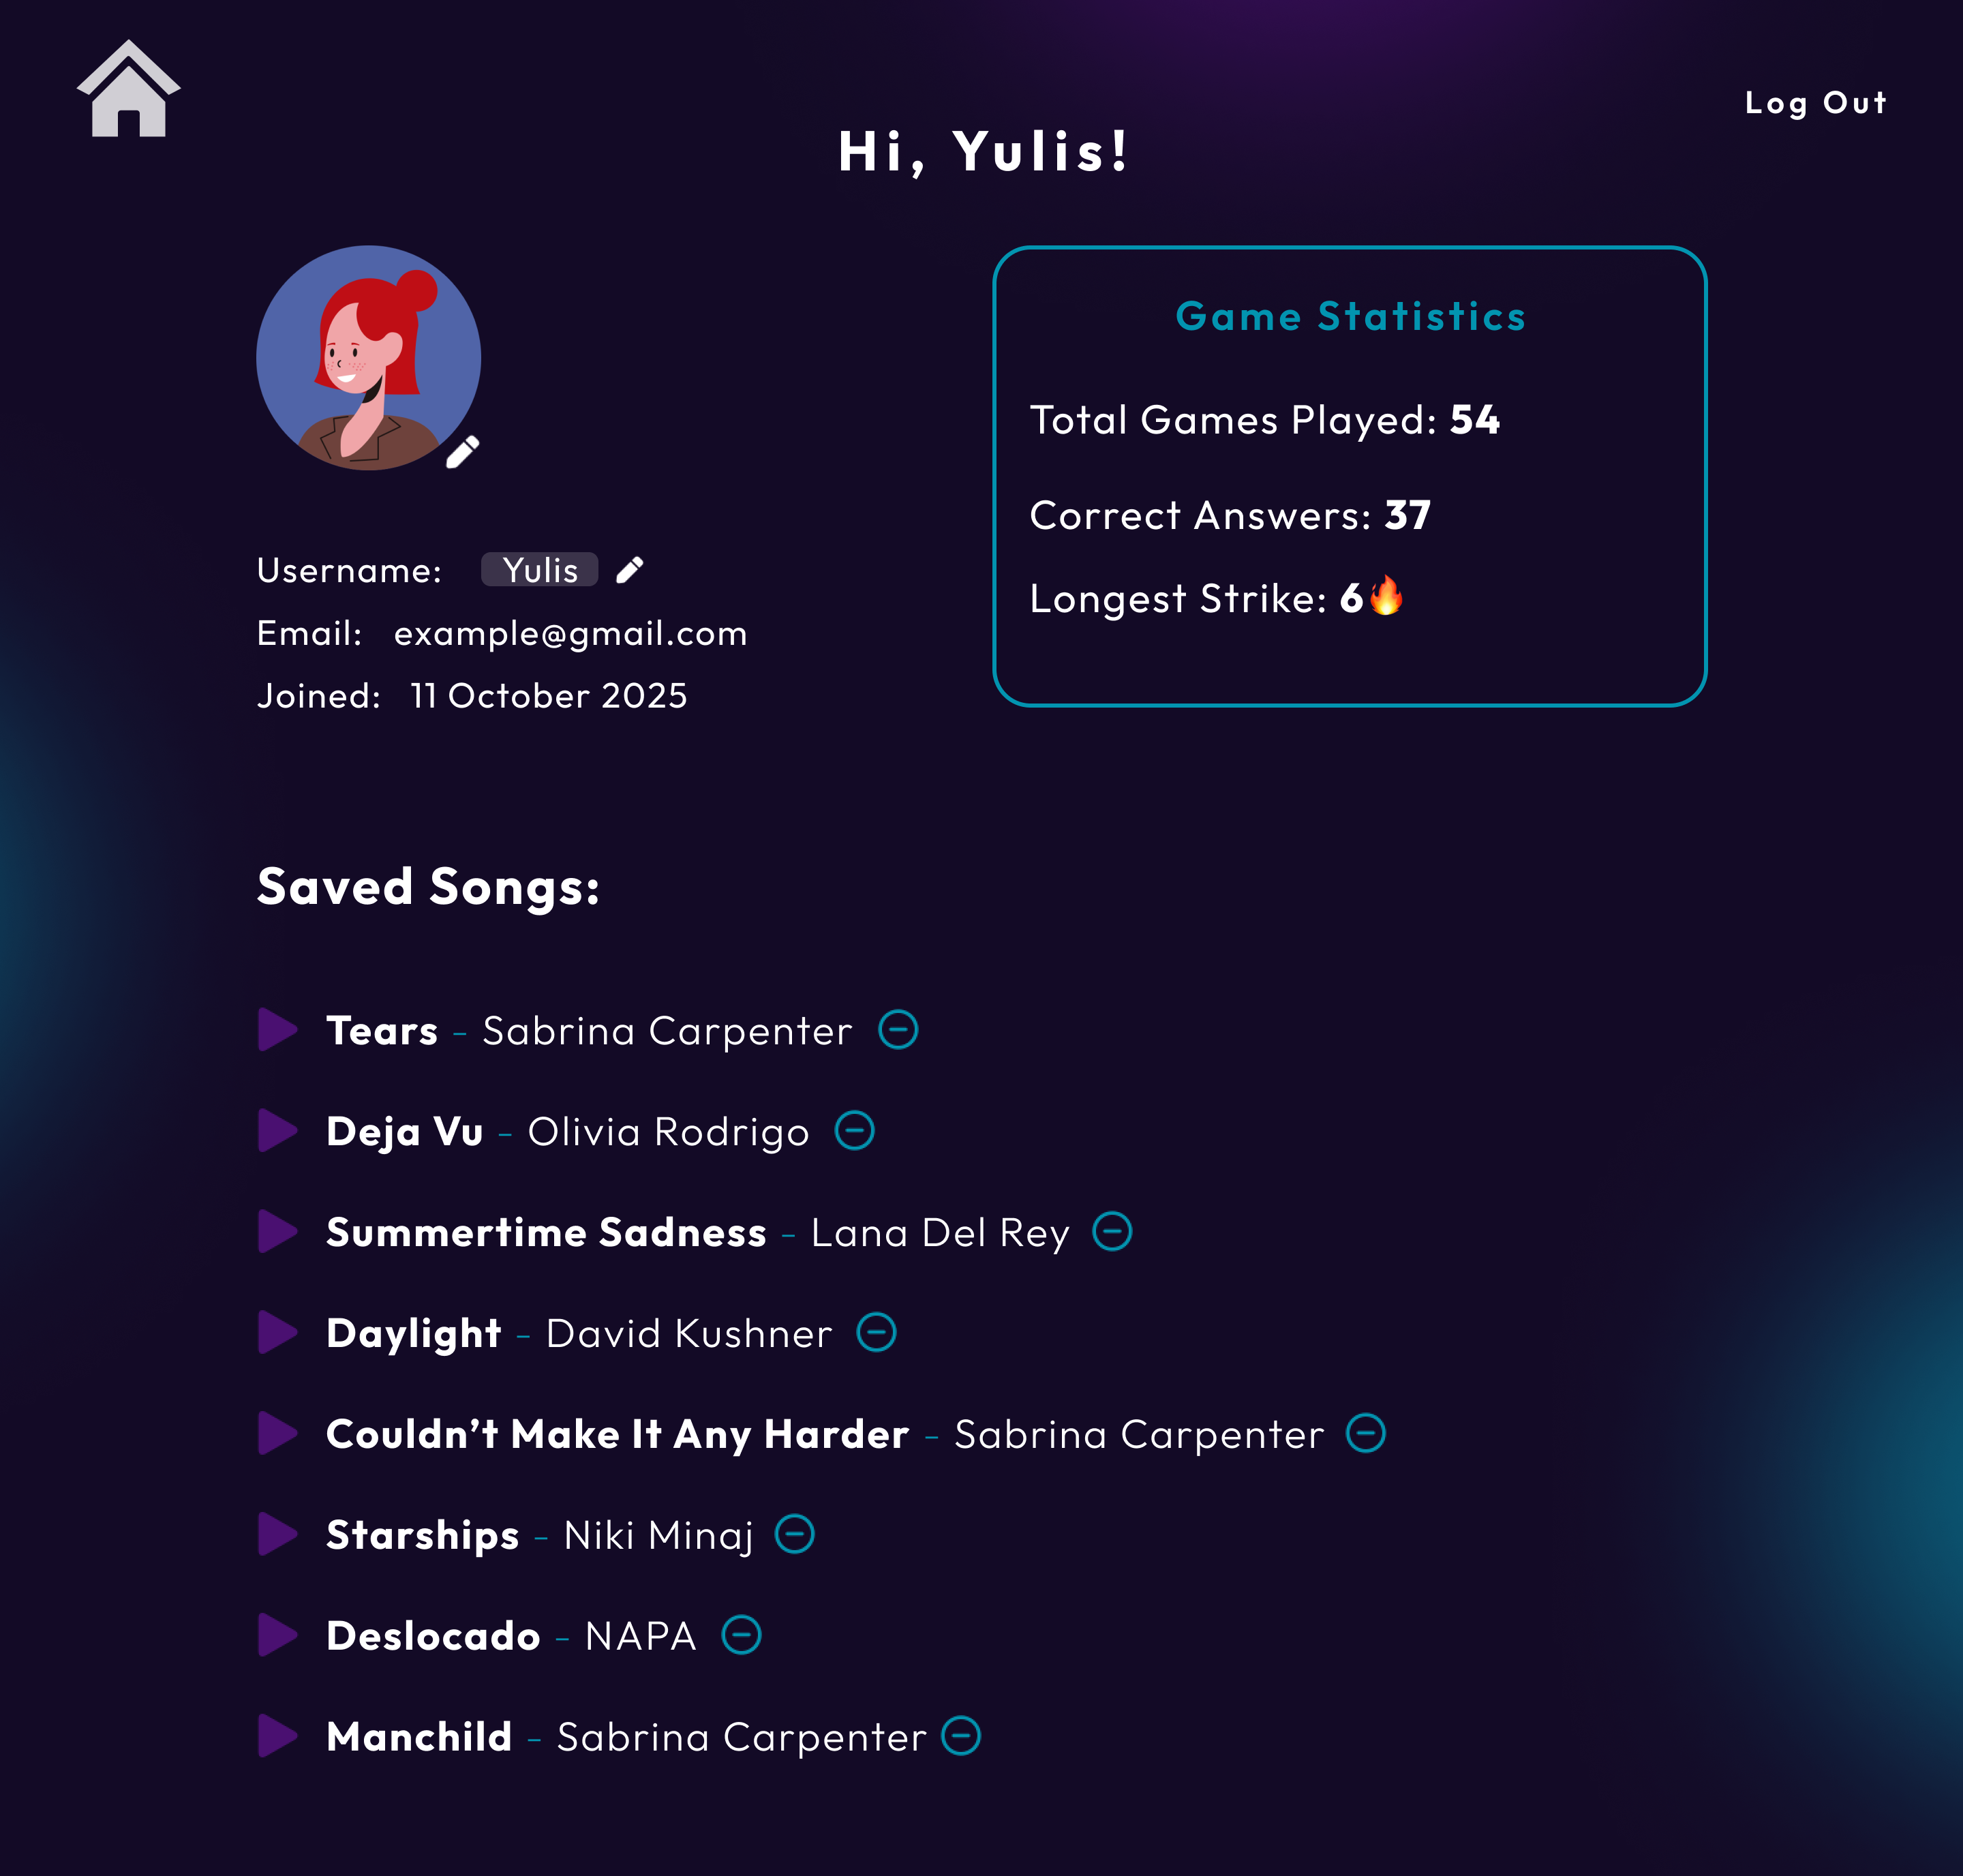 Log Out
Hi, Yulis!
Game Statistics
Total Games Played: 54
Correct Answers: 37
Longest Strike: 6🔥
Username: Yulis
Email: example@gmail.com
Joined: 11 October 2025
Saved Songs:
Tears - Sabrina Carpenter
Deja Vu - Olivia Rodrigo
Summertime Sadness - Lana Del Rey
Daylight - David Kushner
Couldn’t Make It Any Harder - Sabrina Carpenter
Starships - Niki Minaj
Deslocado - NAPA
Manchild - Sabrina Carpenter